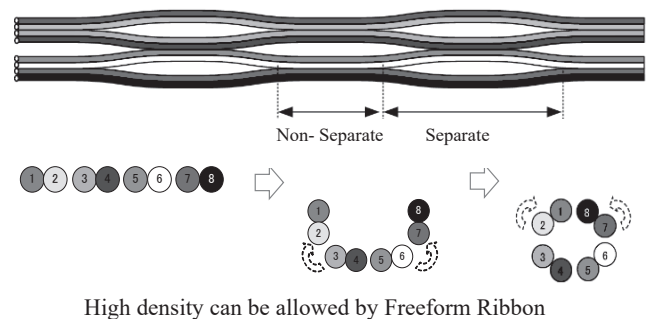 Non- Separate Separate
1 2 3 4 5 6 7 8
1 8
2 7
3 4 5 6
1 8
2 7
3 6
4 5
High density can be allowed by Freeform Ribbon